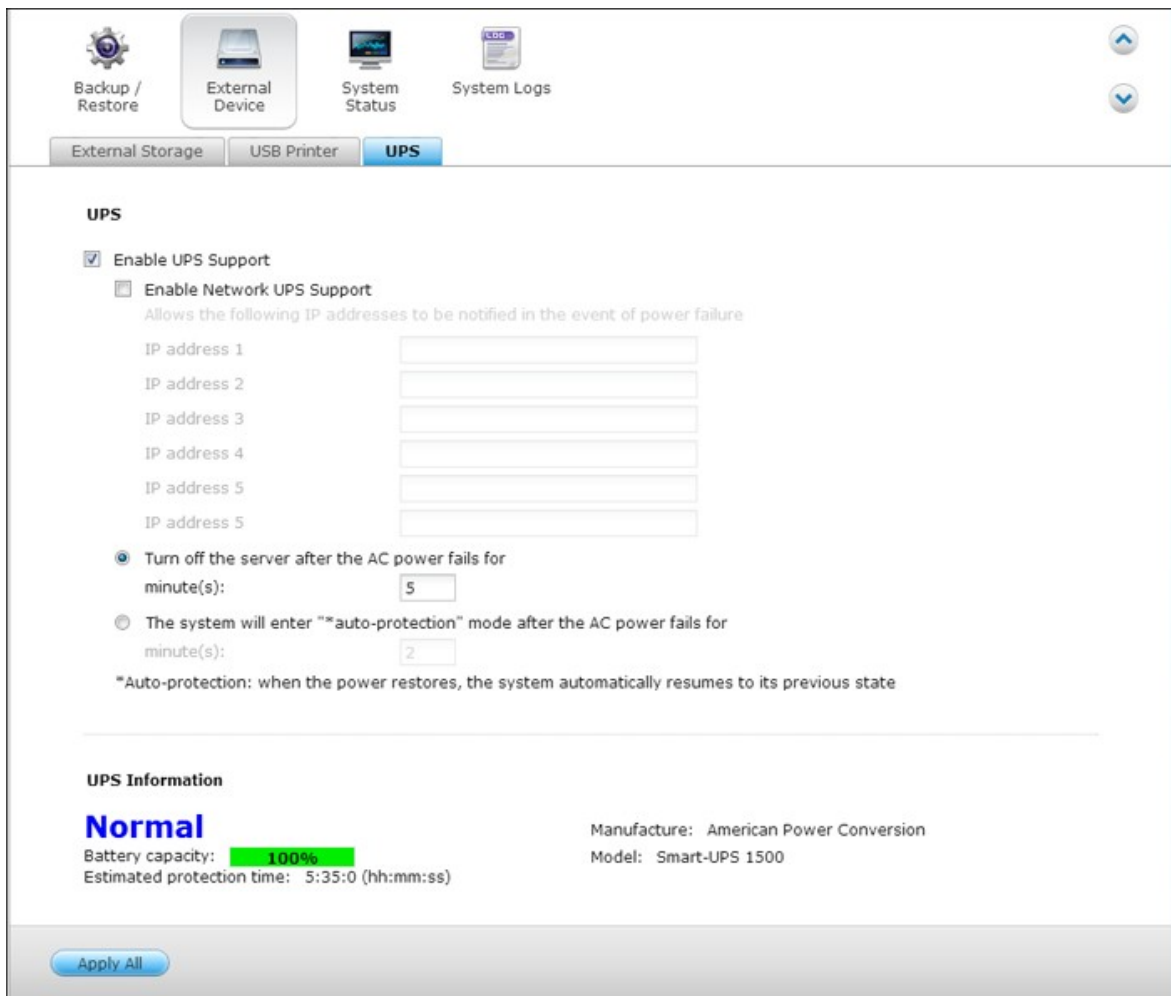 LOG
Backup /
Restore
External
Device
System
Status
System Logs
External Storage
USB Printer
UPS
UPS
Enable UPS Support
Enable Network UPS Support
Allows the following IP addresses to be notified in the event of power failure
IP address 1
IP address 2
IP address 3
IP address 4
IP address 5
IP address 5
Turn off the server after the AC power fails for
minute(s): 5
The system will enter "*auto-protection" mode after the AC power fails for
minute(s): 2
*Auto-protection: when the power restores, the system automatically resumes to its previous state
UPS Information
Normal
Battery capacity: 100%
Estimated protection time: 5:35:0 (hh:mm:ss)
Manufacture: American Power Conversion
Model: Smart-UPS 1500
Apply All